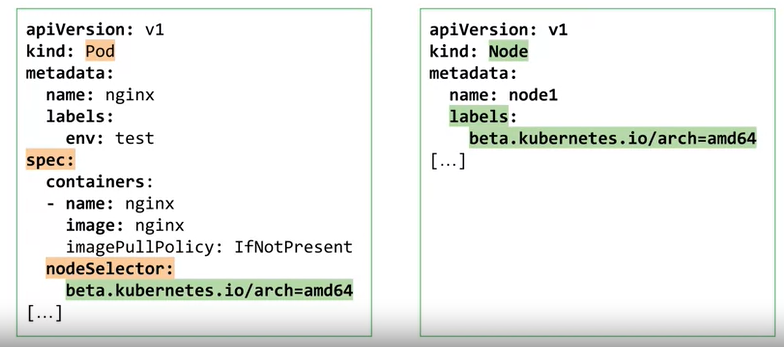 apiVersion: v1
kind: Pod
metadata:
  name: nginx
  labels:
    env: test
spec:
  containers:
  - name: nginx
    image: nginx
    imagePullPolicy: IfNotPresent
  nodeSelector:
    beta.kubernetes.io/arch=amd64
[…]
apiVersion: v1
kind: Node
metadata:
  name: node1
  labels:
    beta.kubernetes.io/arch=amd64
[…]